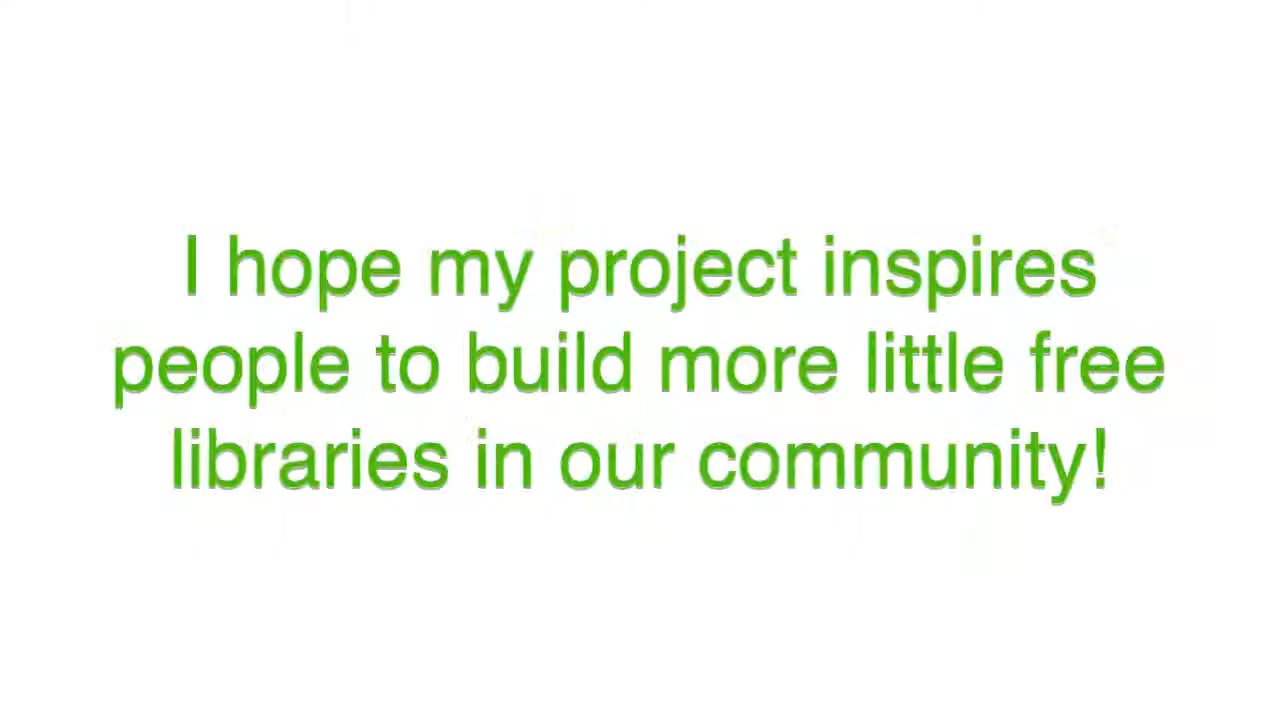 I hope my project inspires
people to build more little free
libraries in our community!